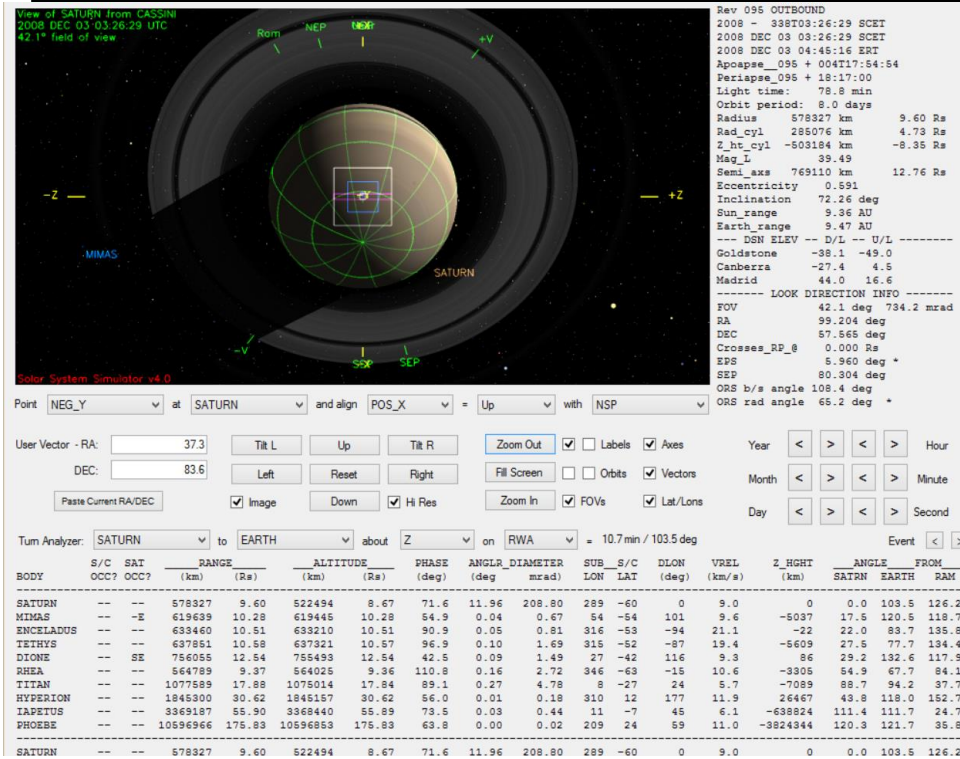 View of SATURN from CASSINI
2008 DEC 03 03:26:29 UTC
42.1° field of view
Ram
NEP
X
+V
-Z
+Z
MIMAS
SATURN
-V
SEP
Solar System Simulator v4.0
Rev 095 OUTBOUND
2008 - 338T03:26:29 SCET
2008 DEC 03 03:26:29 SCET
2008 DEC 03 04:45:16 ERT
Apoapse__095 + 004T17:54:54
Periapse_095 + 18:17:00
Light time: 78.8 min
Orbit period: 8.0 days
Radius 578327 km 9.60 Rs
Rad_cyl 285076 km 4.73 Rs
Z_ht_cyl -503184 km -8.35 Rs
Mag_L 39.49
Semi_axs 769110 km 12.76 Rs
Eccentricity 0.591
Inclination 72.26 deg
Sun_range 9.36 AU
Earth_range 9.47 AU
--- DSN ELEV -- D/L -- U/L -------
Goldstone -38.1 -49.0
Canberra -27.4 4.5
Madrid 44.0 16.6
------- LOOK DIRECTION INFO -------
FOV 42.1 deg 734.2 mrad
RA 99.204 deg
DEC 57.565 deg
Crosses_RP_@ 0.000 Rs
EPS 5.960 deg *
SEP 80.304 deg
ORS b/s angle 108.4 deg
ORS rad angle 65.2 deg *
Point NEG_Y at SATURN and align POS_X = Up with NSP
User Vector - RA: 37.3 Tilt L Up Tilt R Zoom Out Labels Axes Year < > < > Hour
DEC: 83.6 Left Reset Right Fill Screen Orbits Vectors Month < > < > Minute
Paste Current RA/DEC Image Down Hi Res Zoom In FOVs Lat/Lons Day < > < > Second
Turn Analyzer: SATURN to EARTH about Z on RWA = 10.7 min / 103.5 deg Event < >
S/C SAT ____RANGE____ ___ALTITUDE____ PHASE ANGLR_DIAMETER SUB__S/C DLON VREL Z_HGHT ___ANGLE____FROM___
BODY OCC? OCC? (km) (Rs) (km) (Rs) (deg) (deg mrad) LON LAT (deg) (km/s) (km) SATRN EARTH RAM
SATURN -- -- 578327 9.60 522494 8.67 71.6 11.96 208.80 289 -60 0 9.0 0 0.0 103.5 126.2
MIMAS -- -E 619639 10.28 619445 10.28 54.9 0.04 0.67 54 -54 101 9.6 -5037 17.5 120.5 118.7
ENCELADUS -- -- 633460 10.51 633210 10.51 90.9 0.05 0.81 316 -53 -94 21.1 -22 22.0 83.7 135.8
TETHYS -- -- 637851 10.58 637321 10.57 96.9 0.10 1.69 315 -52 -87 19.4 -5609 27.5 77.7 134.4
DIONE -- SE 756055 12.54 755493 12.54 42.5 0.09 1.49 27 -42 116 9.3 86 29.2 132.6 117.9
RHEA -- -- 564789 9.37 564025 9.36 110.8 0.16 2.72 346 -63 -15 10.6 -3305 54.9 67.7 84.1
TITAN -- -- 1077589 17.88 1075014 17.84 89.1 0.27 4.78 8 -27 24 5.7 -7089 88.7 94.2 37.7
HYPERION -- -- 1845300 30.62 1845157 30.62 56.0 0.01 0.18 310 12 177 11.9 26467 43.8 118.0 152.7
IAPETUS -- -- 3369187 55.90 3368440 55.89 73.5 0.03 0.44 11 -7 45 6.1 -638824 111.4 111.7 24.7
PHOEBE -- -- 10596966 175.83 10596853 175.83 63.8 0.00 0.02 209 24 59 11.0 -3824344 120.3 121.7 35.8
SATURN -- -- 578327 9.60 522494 8.67 71.6 11.96 208.80 289 -60 0 9.0 0 0.0 103.5 126.2